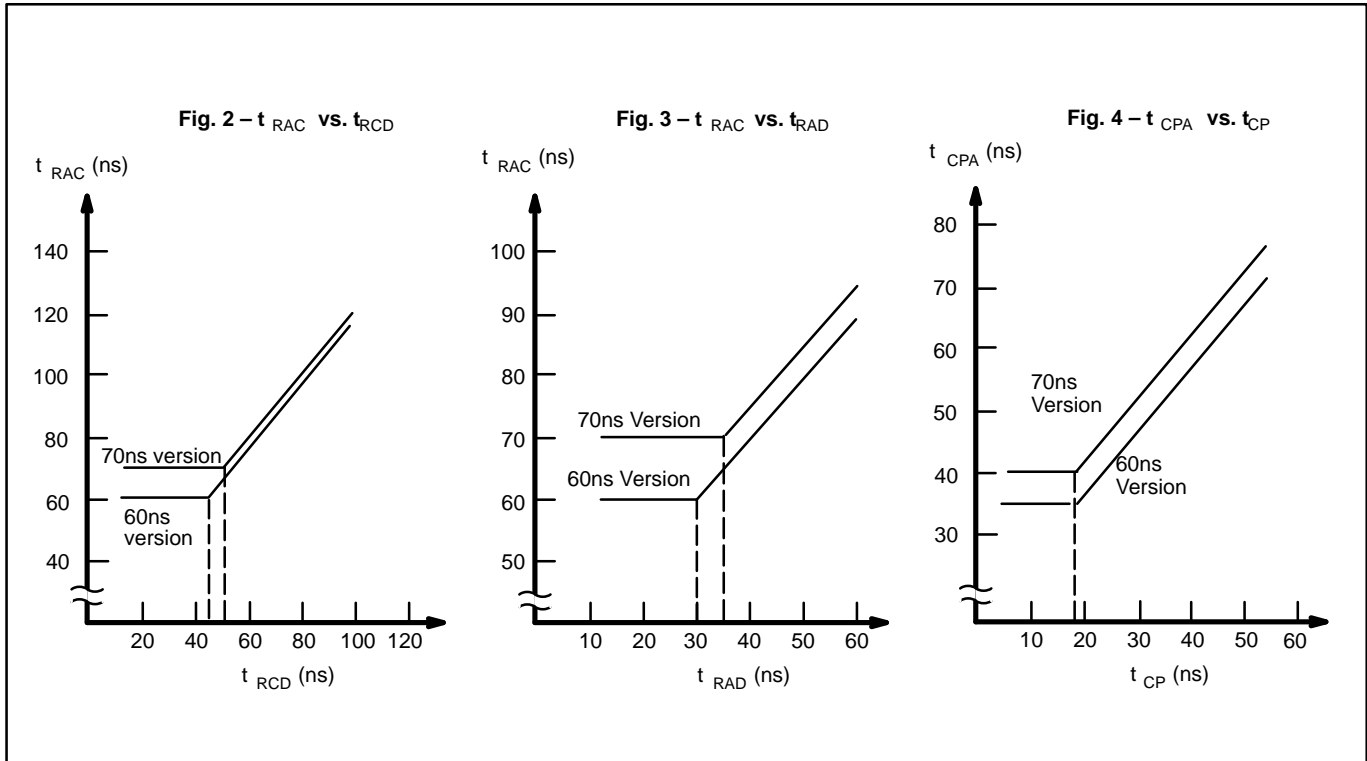 Fig. 2 – t RAC vs. tRCD
t RAC (ns)
140
120
100
80
60
40
70ns version
60ns
version
20 40 60 80 100 120
t RCD (ns)
Fig. 3 – t RAC vs. tRAD
t RAC (ns)
100
90
80
70
60
50
70ns Version
60ns Version
10 20 30 40 50 60
t RAD (ns)
Fig. 4 – t CPA vs. tCP
t CPA (ns)
80
70
60
50
40
30
70ns
Version
60ns
Version
10 20 30 40 50 60
t CP (ns)